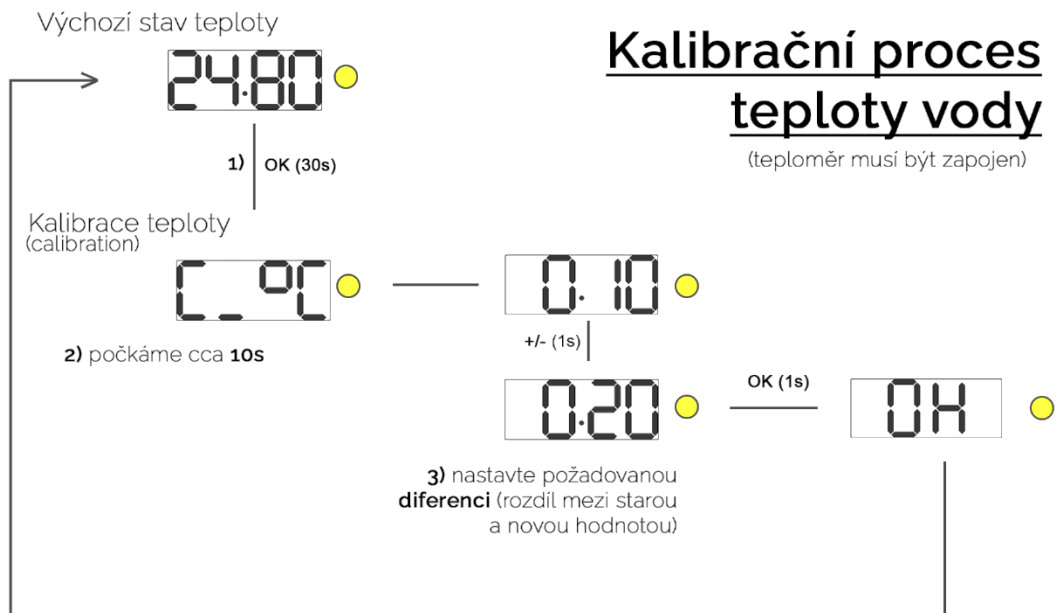 Výchozí stav teploty
Kalibrační proces
teploty vody
(teploměr musí být zapojen)
24.80
1) OK (30s)
Kalibrace teploty
(calibration)
C_ °C
0.10
2) počkáme cca 10s
+/- (1s)
0.20
OK (1s)
OH
3) nastavte požadovanou
diferenci (rozdíl mezi starou
a novou hodnotou)